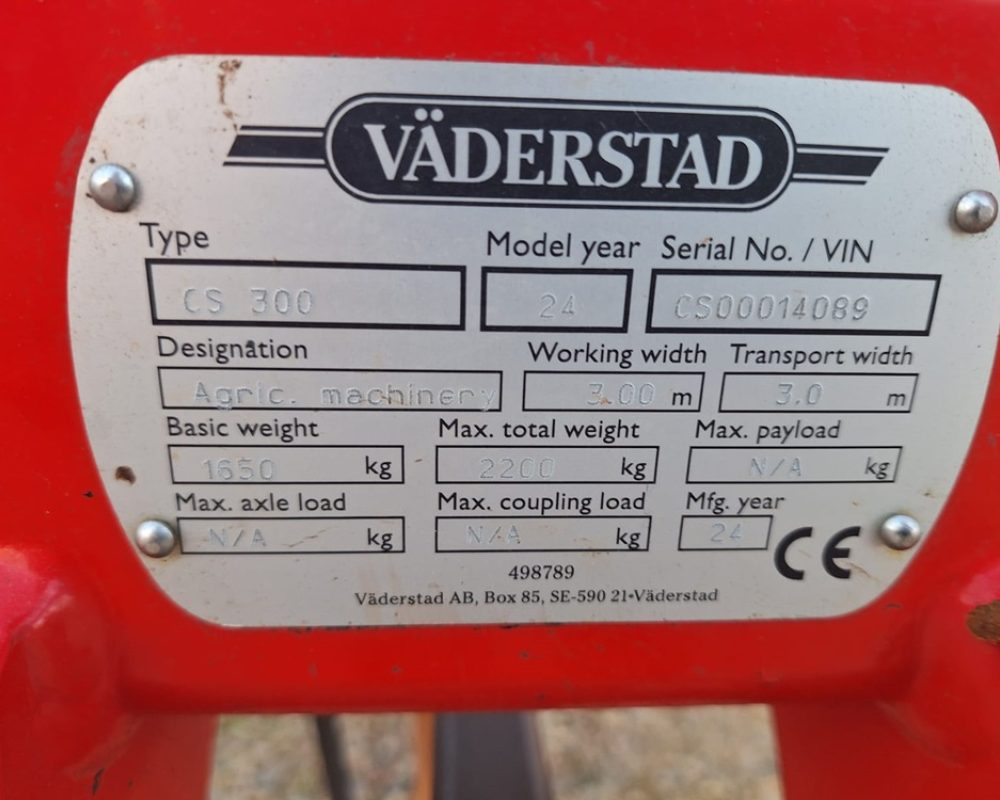 VÄDERSTAD
Type Model year Serial No. / VIN
CS 300 24 CS00014089
Designation Working width Transport width
Agric. machinery 3.00 m 3.0 m
Basic weight Max. total weight Max. payload
1650 kg 2200 kg N/A kg
Max. axle load Max. coupling load Mfg. year
N/A kg N/A kg 24 CE
498789
Väderstad AB, Box 85, SE-590 21 Väderstad